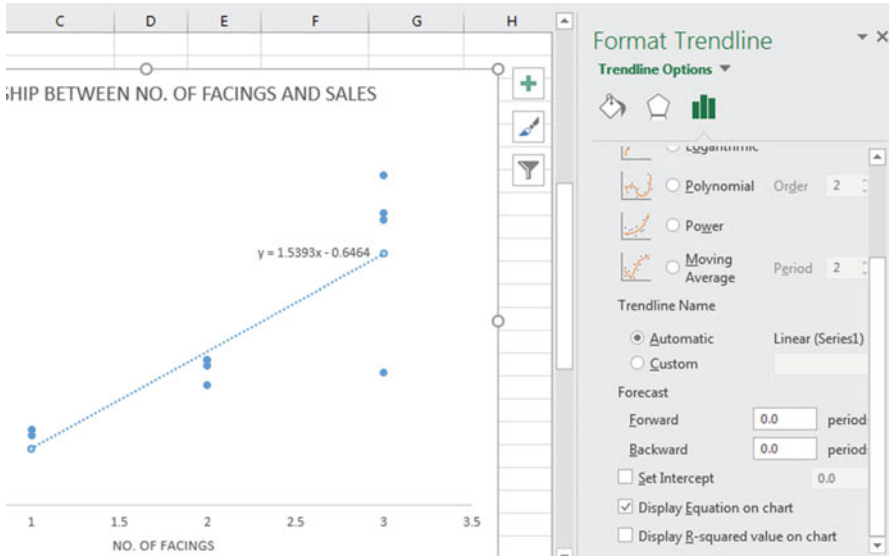 C D E F G H
SHIP BETWEEN NO. OF FACINGS AND SALES
y = 1.5393x - 0.6464
1 1.5 2 2.5 3 3.5
NO. OF FACINGS
Format Trendline
Trendline Options
Logarithmic
Polynomial Order 2
Power
Moving Average Period 2
Trendline Name
Automatic Linear (Series1)
Custom
Forecast
Forward 0.0 period
Backward 0.0 period
Set Intercept 0.0
Display Equation on chart
Display R-squared value on chart